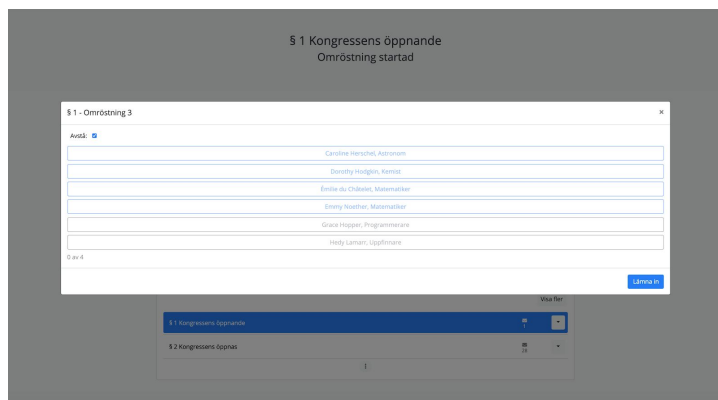 § 1 Kongressens öppnande
Omröstning startad
§ 1 - Omröstning 3
×
Avstå:
Caroline Herschel, Astronom
Dorothy Hodgkin, Kemist
Émilie du Châtelet, Matematiker
Emmy Noether, Matematiker
Grace Hopper, Programmerare
Hedy Lamarr, Uppfinnare
0 av 4
Lämna in
Visa fler
§ 1 Kongressens öppnande
1
§ 2 Kongressens öppnas
28
1